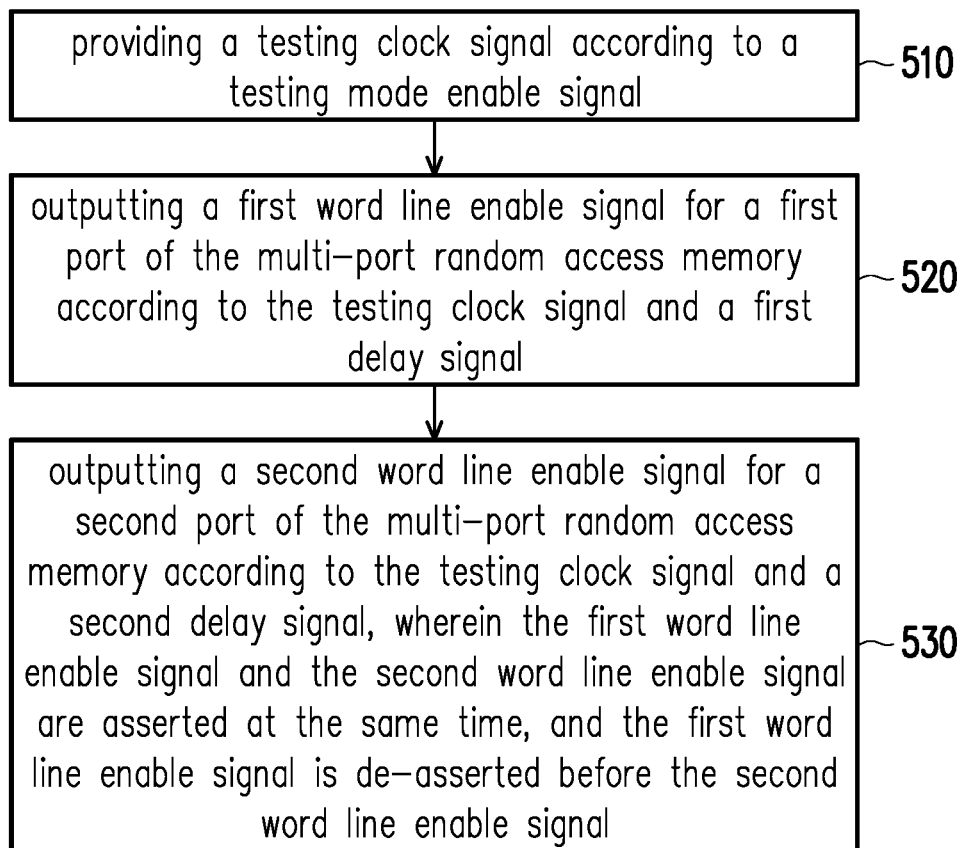 providing a testing clock signal according to a
testing mode enable signal
510
outputting a first word line enable signal for a first
port of the multi-port random access memory
according to the testing clock signal and a first
delay signal
520
outputting a second word line enable signal for a
second port of the multi-port random access
memory according to the testing clock signal and a
second delay signal, wherein the first word line
enable signal and the second word line enable signal
are asserted at the same time, and the first word
line enable signal is de-asserted before the second
word line enable signal
530